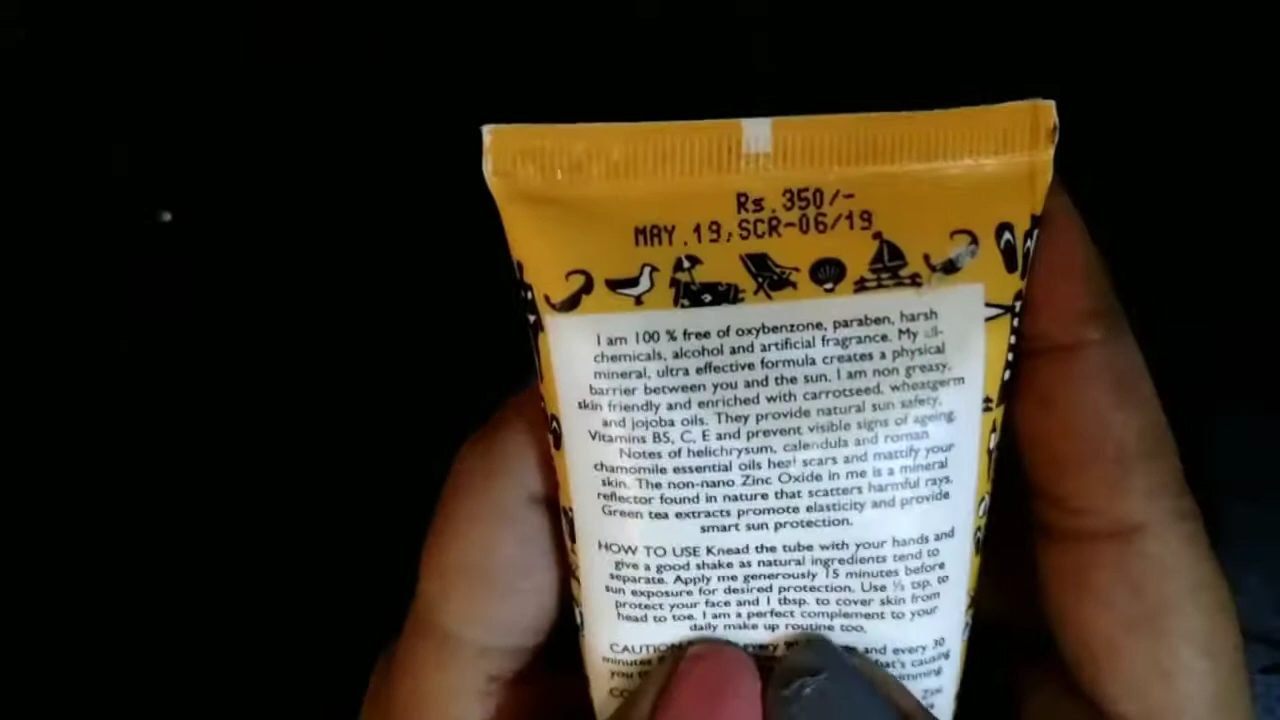 Rs.350/-
MAY.19,SCR-06/19
I am 100 % free of oxybenzone, paraben, harsh
chemicals, alcohol and artificial fragrance. My all-
mineral, ultra effective formula creates a physical
barrier between you and the sun. I am non greasy,
skin friendly and enriched with carrotseed, wheatgerm
and jojoba oils. They provide natural sun safety,
Vitamins B5, C, E and prevent visible signs of ageing.
Notes of helichrysum, calendula and roman
chamomile essential oils heal scars and mattify your
skin. The non-nano Zinc Oxide in me is a mineral
reflector found in nature that scatters harmful rays.
Green tea extracts promote elasticity and provide
smart sun protection.
HOW TO USE Knead the tube with your hands and
give a good shake as natural ingredients tend to
separate. Apply me generously 15 minutes before
sun exposure for desired protection. Use ½ tsp. to
protect your face and 1 tbsp. to cover skin from
head to toe. I am a perfect complement to your
daily make up routine too.
CAUTION and every 30
minutes that's causing
you swimming